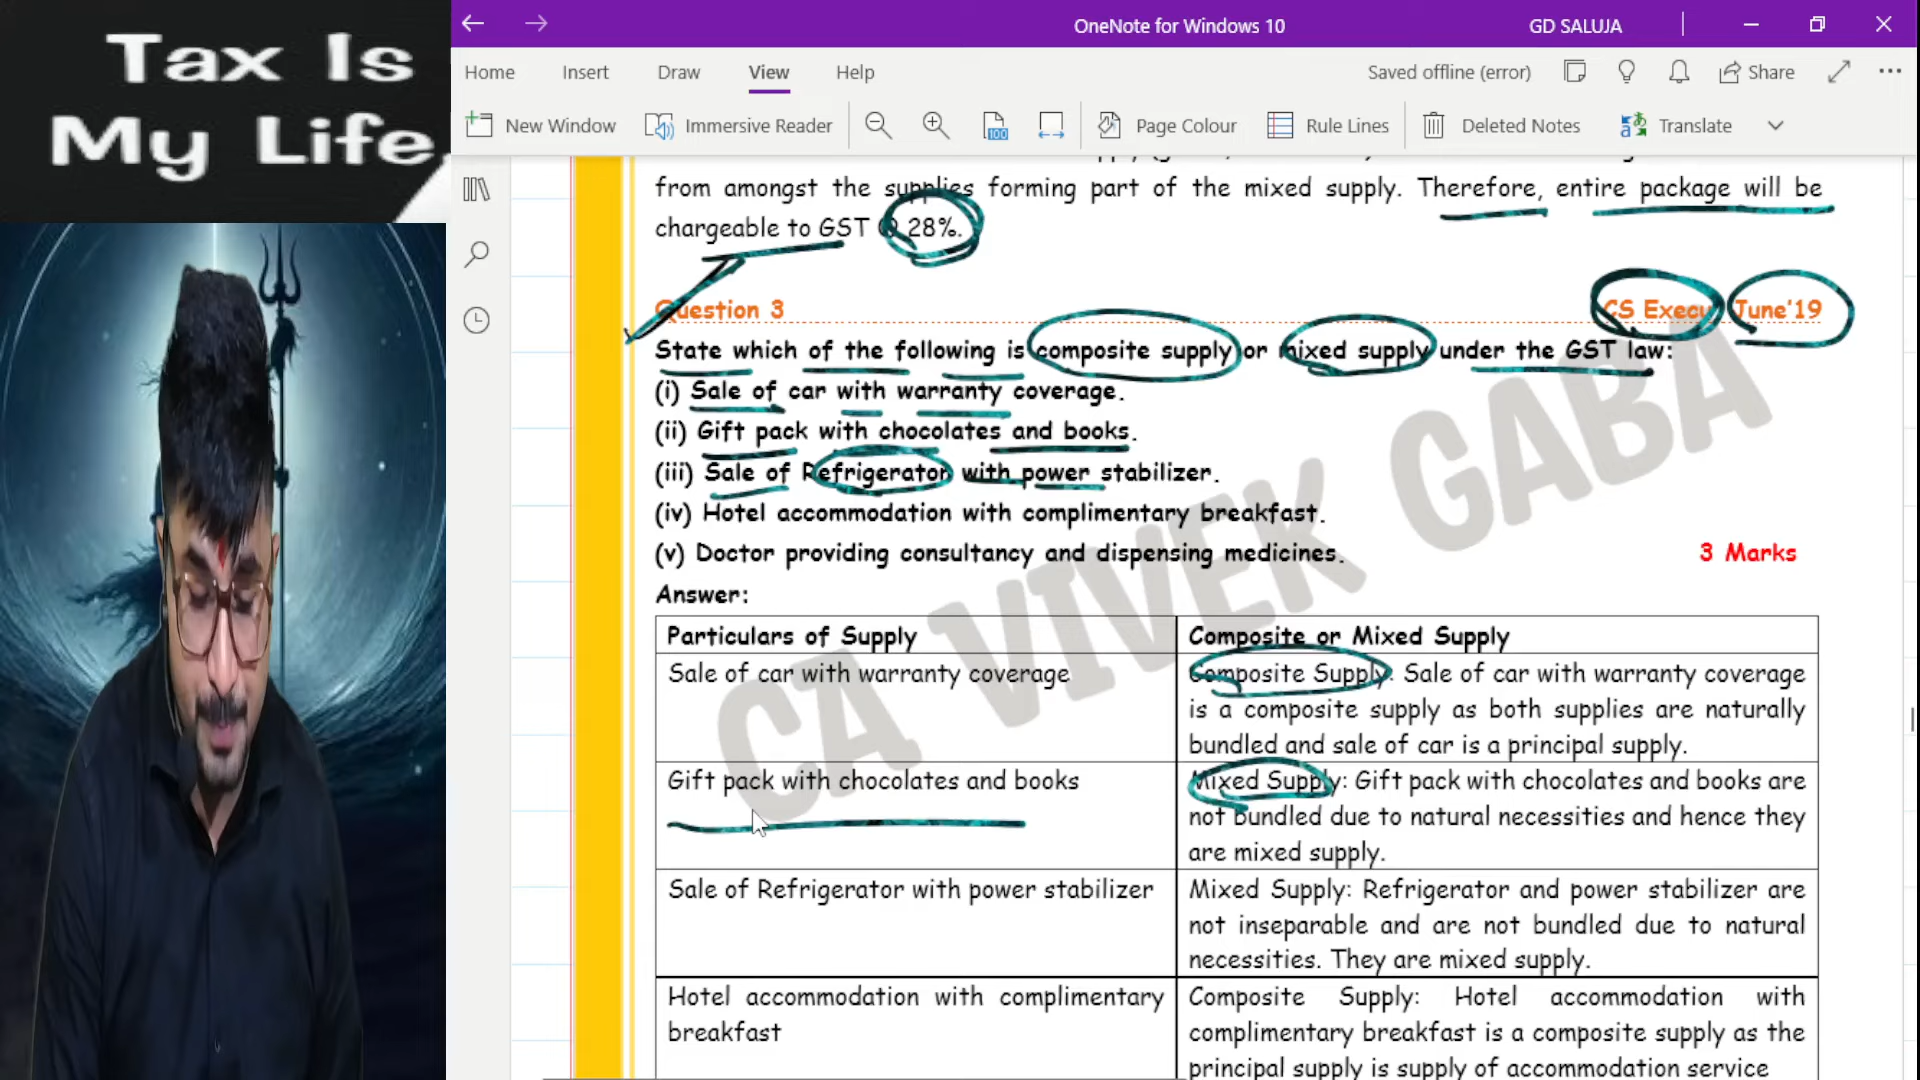 Tax Is
My Life.
OneNote for Windows 10
GD SALUJA
Home Insert Draw View Help
Saved offline (error) Share
New Window Immersive Reader 100 Page Colour Rule Lines Deleted Notes Translate
from amongst the supplies forming part of the mixed supply. Therefore, entire package will be
chargeable to GST @ 28%.
Question 3 CS Execu June'19
State which of the following is composite supply or mixed supply under the GST law:
(i) Sale of car with warranty coverage.
(ii) Gift pack with chocolates and books.
(iii) Sale of Refrigerator with power stabilizer.
(iv) Hotel accommodation with complimentary breakfast.
(v) Doctor providing consultancy and dispensing medicines. 3 Marks
Answer:
Particulars of Supply
Composite or Mixed Supply
Sale of car with warranty coverage
Composite Supply: Sale of car with warranty coverage
is a composite supply as both supplies are naturally
bundled and sale of car is a principal supply.
Gift pack with chocolates and books
Mixed Supply: Gift pack with chocolates and books are
not bundled due to natural necessities and hence they
are mixed supply.
Sale of Refrigerator with power stabilizer
Mixed Supply: Refrigerator and power stabilizer are
not inseparable and are not bundled due to natural
necessities. They are mixed supply.
Hotel accommodation with complimentary
breakfast
Composite Supply: Hotel accommodation with
complimentary breakfast is a composite supply as the
principal supply is supply of accommodation service
CA VIVEK GABA